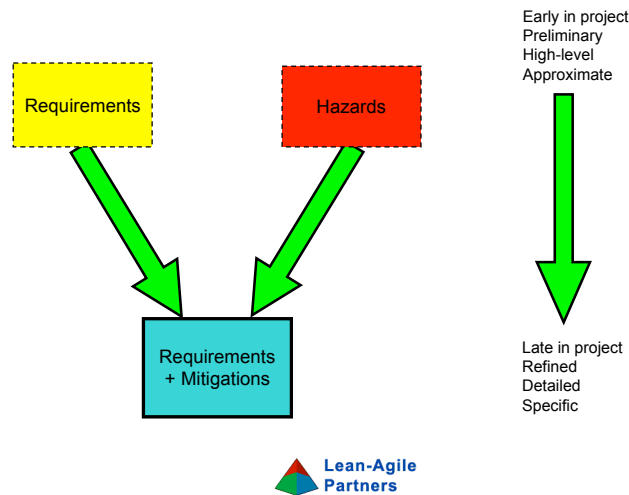 Early in project
Preliminary
High-level
Approximate
Requirements
Hazards
Requirements
+ Mitigations
Late in project
Refined
Detailed
Specific
Lean-Agile
Partners